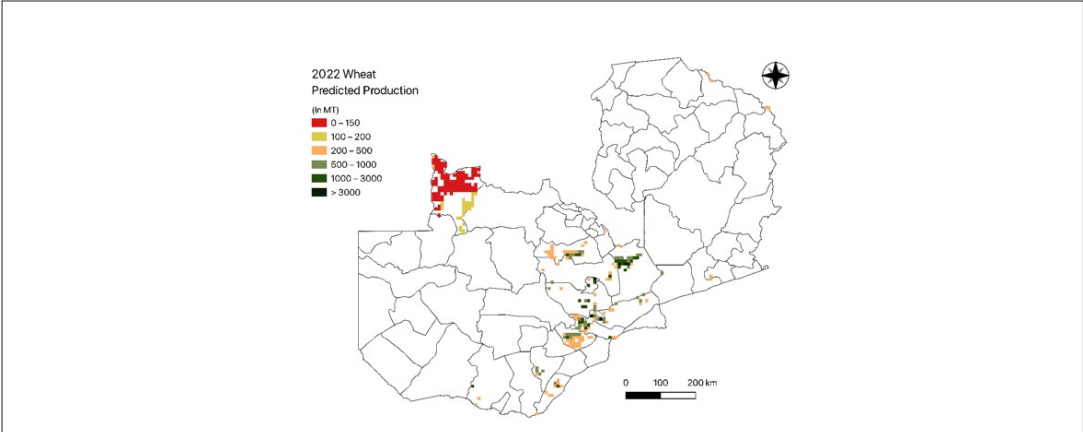 2022 Wheat
Predicted Production
(In MT)
0 – 150
100 – 200
200 – 500
500 – 1000
1000 – 3000
> 3000
0 100 200 km